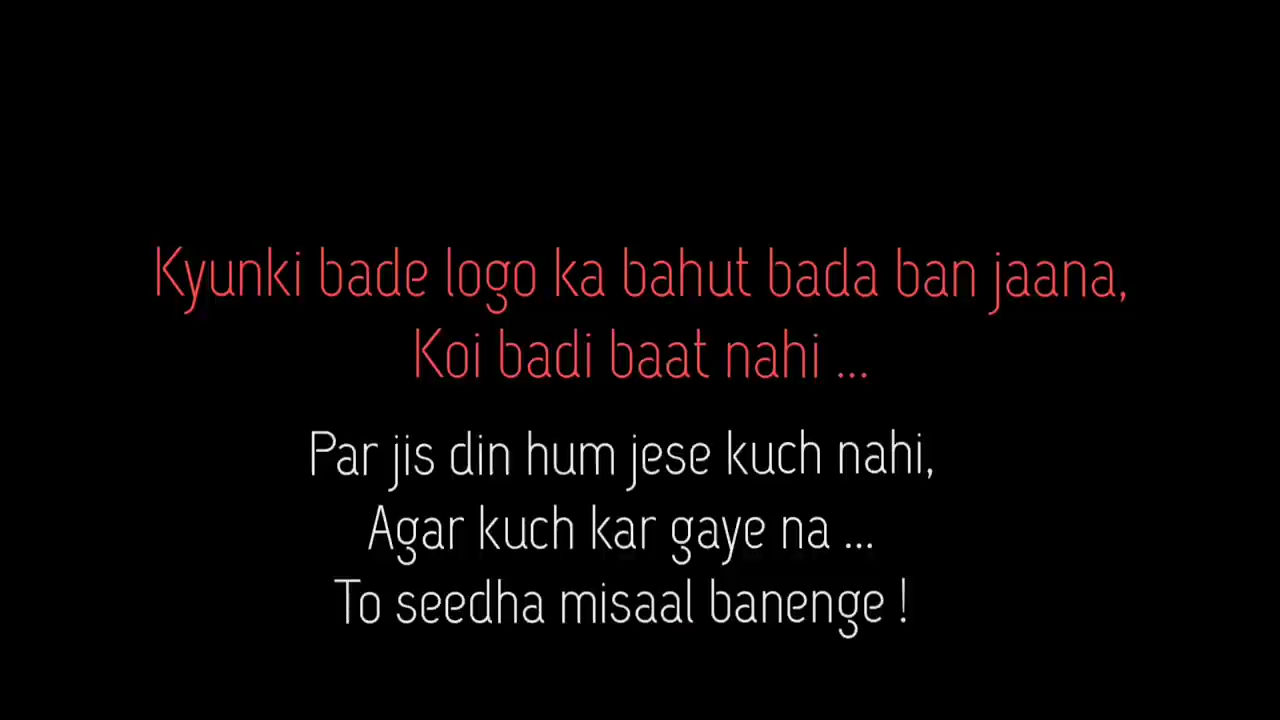 Kyunki bade logo ka bahut bada ban jaana,
Koi badi baat nahi ...
Par jis din hum jese kuch nahi,
Agar kuch kar gaye na ...
To seedha misaal banenge !